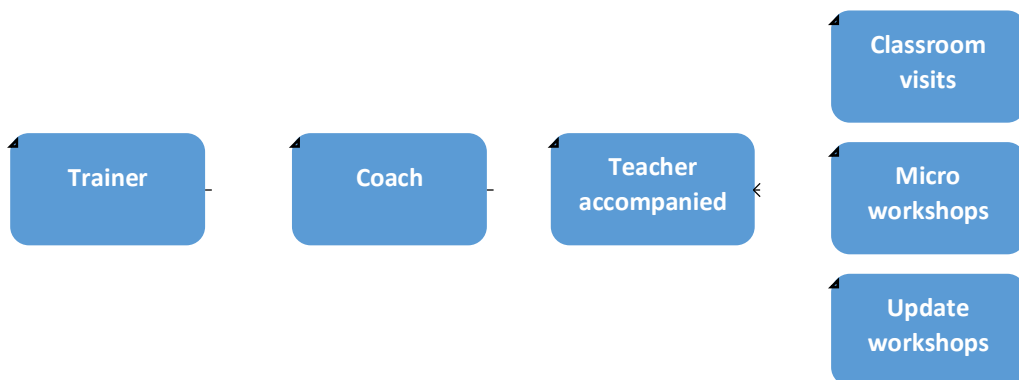 Trainer
Coach
Teacher
accompanied
Classroom
visits
Micro
workshops
Update
workshops